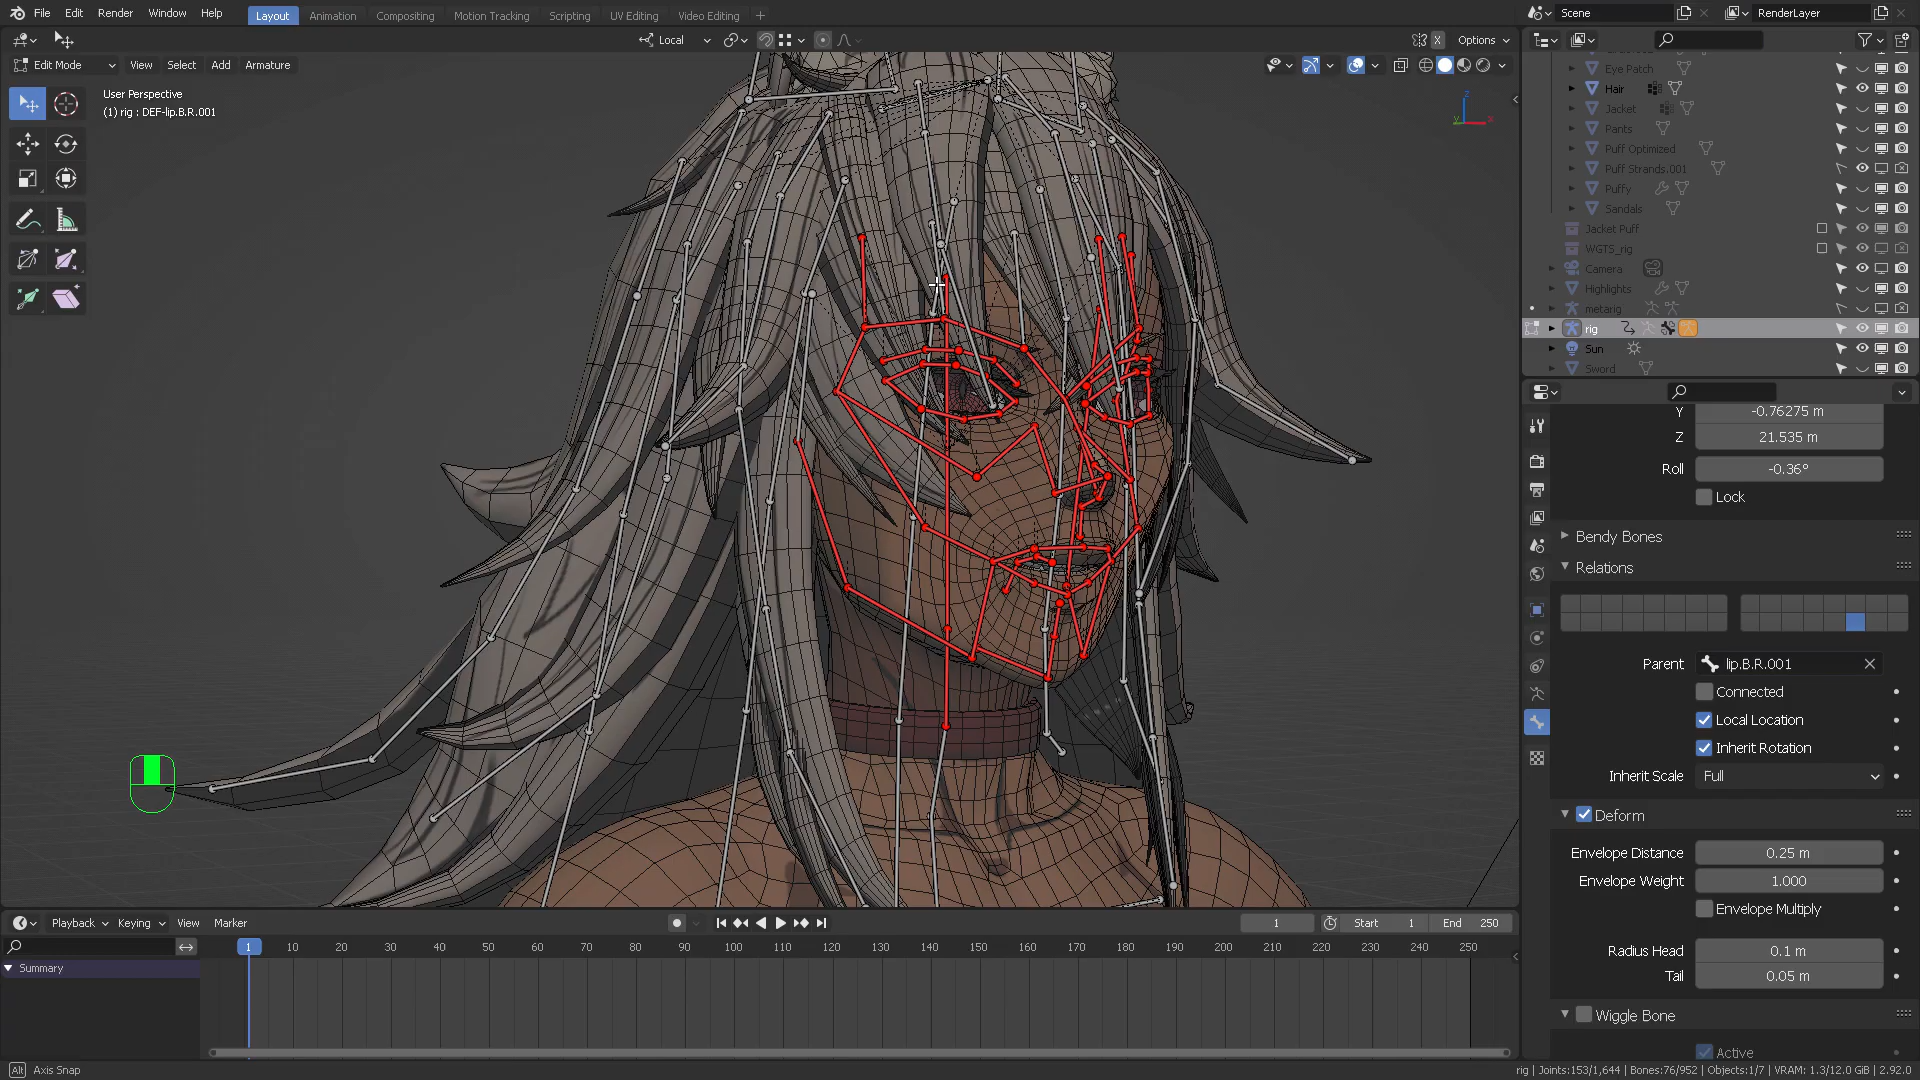 File Edit Render Window Help
Layout Animation Compositing Motion Tracking Scripting UV Editing Video Editing
Scene
RenderLayer
Local
X
Options
Edit Mode View Select Add Armature
User Perspective
(1) rig : DEF-lip.B.R.001
Z
X
Y
Eye Patch
Hair
Jacket
Pants
Puff Optimized
Puff Strands.001
Puffy
Sandals
Jacket Puff
WGTS_rig
Camera
Highlights
metarig
rig
Sun
Sword
Y -0.76275 m
Z 21.535 m
Roll -0.36°
Lock
Bendy Bones
Relations
Parent lip.B.R.001
Connected
Local Location
Inherit Rotation
Inherit Scale Full
Deform
Envelope Distance 0.25 m
Envelope Weight 1.000
Envelope Multiply
Radius Head 0.1 m
Tail 0.05 m
Wiggle Bone
Active
Playback Keying View Marker
1
Start 1
End 250
1 10 20 30 40 50 60 70 80 90 100 110 120 130 140 150 160 170 180 190 200 210 220 230 240 250
Summary
Alt Axis Snap
rig | Joints:153/1,644 | Bones:76/952 | Objects:1/7 | VRAM: 1.3/12.0 GiB | 2.92.0